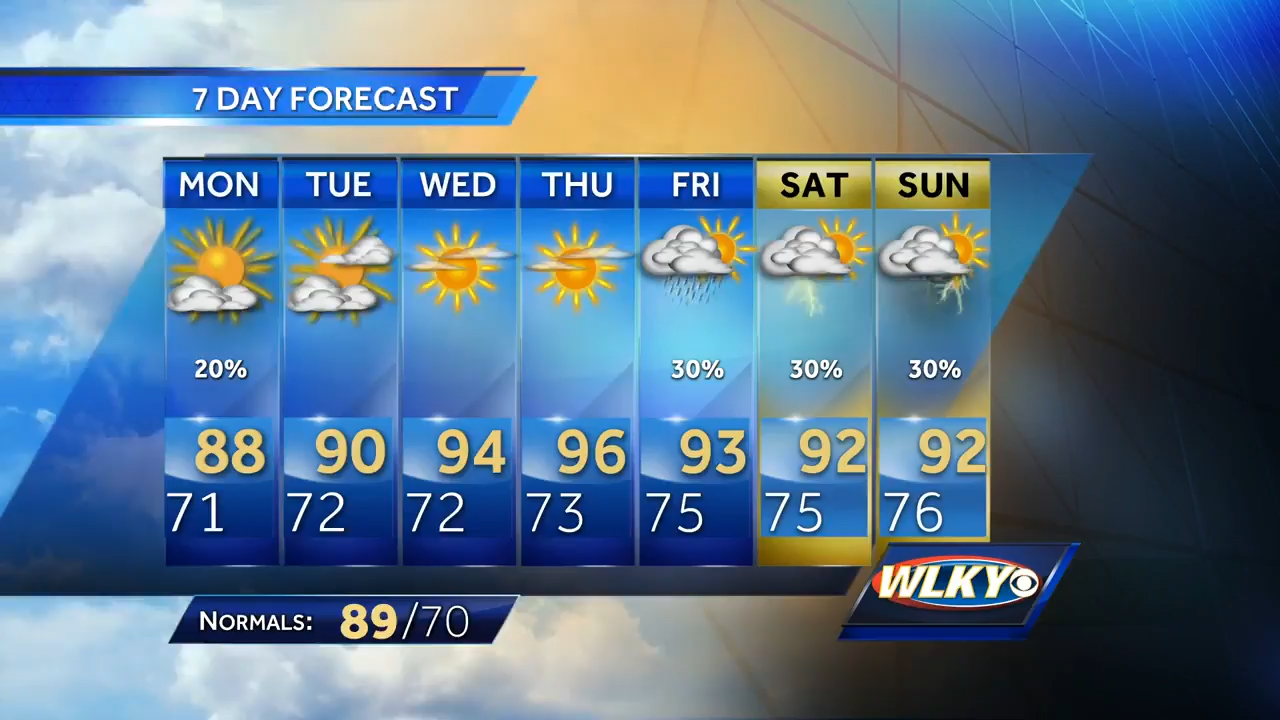 7 DAY FORECAST
MON TUE WED THU FRI SAT SUN
20% 30% 30% 30%
88 90 94 96 93 92 92
71 72 72 73 75 75 76
WLKY
NORMALS: 89/70